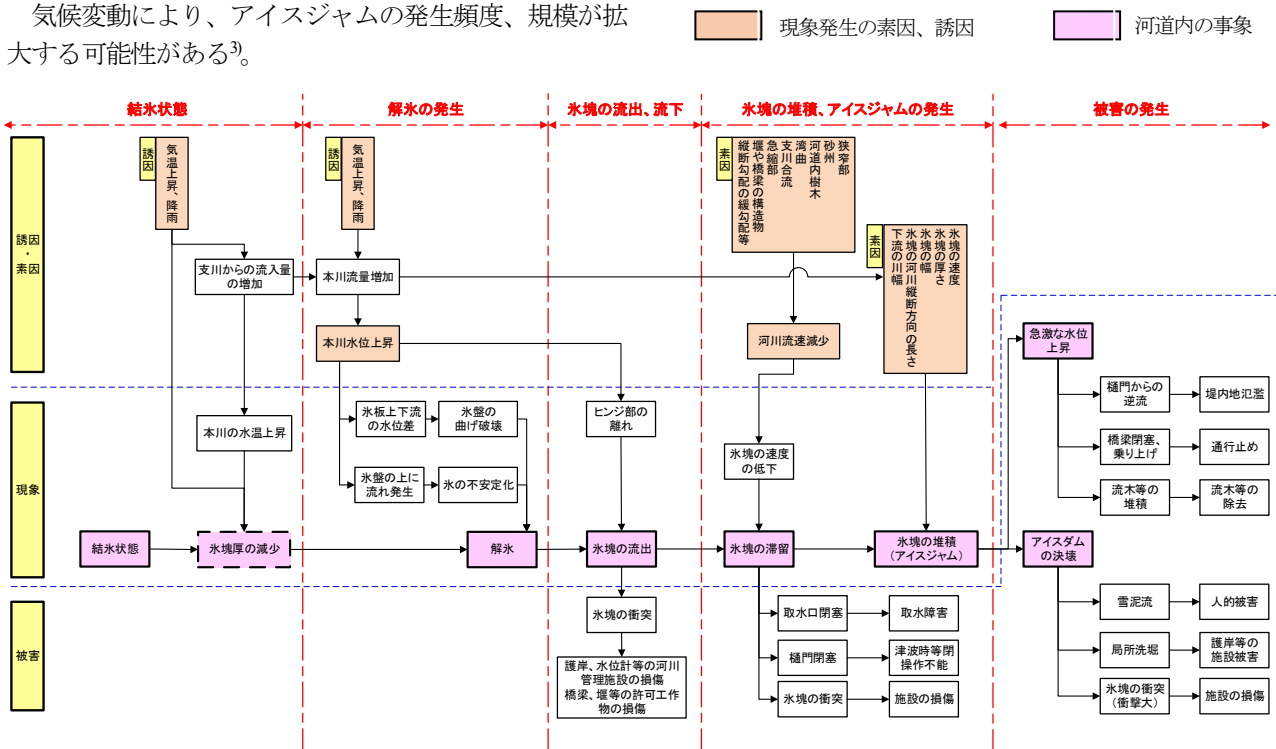 気候変動により、アイスジャムの発生頻度、規模が拡
大する可能性がある3)。
現象発生の素因、誘因
河道内の事象
結氷状態
解氷の発生
氷塊の流出、流下
氷塊の堆積、アイスジャムの発生
被害の発生
誘因
・
素因
誘因
気温上昇、降雨
支川からの流入量
の増加
誘因
気温上昇、降雨
本川流量増加
本川水位上昇
素因
狭窄部
砂州
河道内樹木
湾曲
支川合流
急縮部
堰や橋梁の構造物
縦断勾配の緩勾配等
河川流速減少
素因
氷塊の速度
氷塊の厚さ
氷塊の幅
氷塊の河川縦断方向の長さ
下流の川幅
急激な水位
上昇
樋門からの
逆流
堤内地氾濫
橋梁閉塞、
乗り上げ
通行止め
流木等の
堆積
流木等の
除去
現象
本川の水温上昇
氷板上下流
の水位差
氷盤の
曲げ破壊
氷盤の上に
流れ発生
氷の不安定化
ヒンジ部の
離れ
氷塊の速度
の低下
結氷状態
氷塊厚の減少
解氷
氷塊の流出
氷塊の滞留
氷塊の堆積
(アイスジャム)
アイスダム
の決壊
被害
氷塊の衝突
護岸、水位計等の河川
管理施設の損傷
橋梁、堰等の許可工作
物の損傷
取水口閉塞
取水障害
樋門閉塞
津波時等閉
操作不能
氷塊の衝突
施設の損傷
雪泥流
人的被害
局所洗堀
護岸等の
施設被害
氷塊の衝突
(衝撃大)
施設の損傷